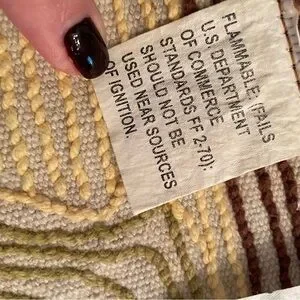 FLAMMABLE (FAILS
U.S. DEPARTMENT
OF COMMERCE
STANDARDS FF 2-70):
SHOULD NOT BE
USED NEAR SOURCES
OF IGNITION.